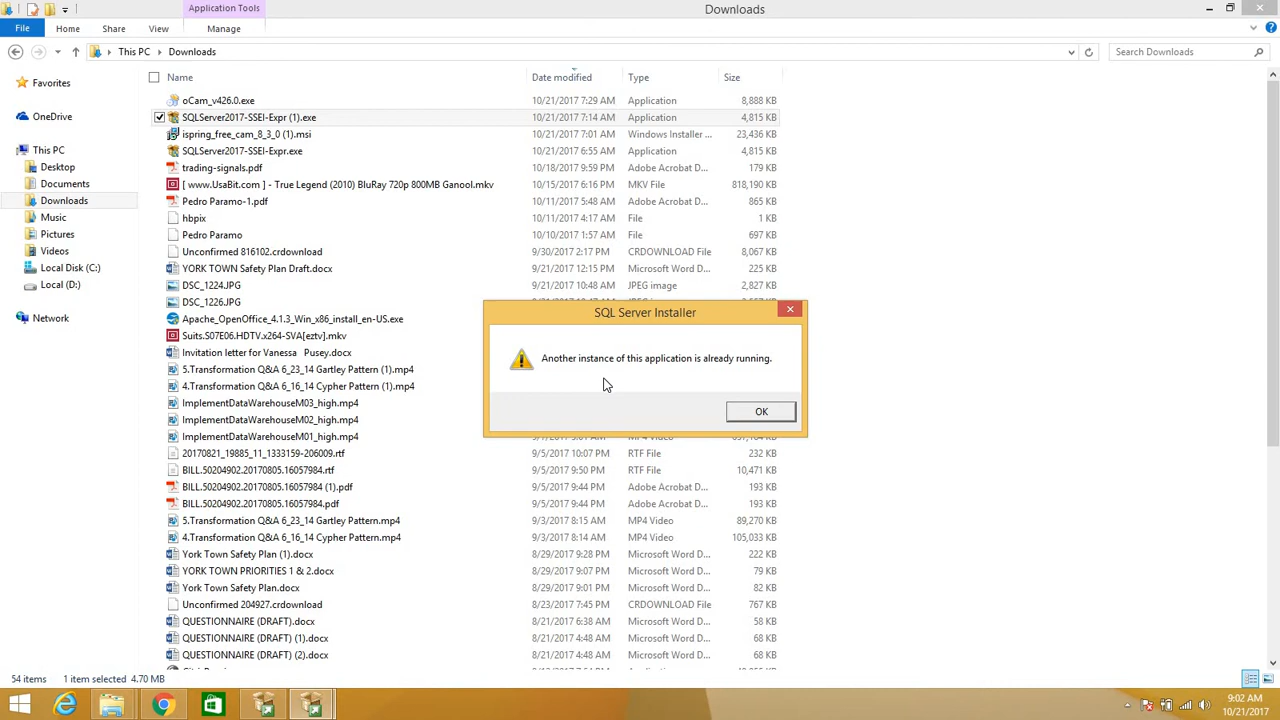 Application Tools
Downloads
File
Home
Share
View
Manage
This PC
Downloads
Search Downloads
Favorites
OneDrive
This PC
Desktop
Documents
Downloads
Music
Pictures
Videos
Local Disk (C:)
Local (D:)
Network
Name Date modified Type Size
oCam_v426.0.exe 10/21/2017 7:29 AM Application 8,888 KB
SQLServer2017-SSEI-Expr (1).exe 10/21/2017 7:14 AM Application 4,815 KB
ispring_free_cam_8_3_0 (1).msi 10/21/2017 7:01 AM Windows Installer ... 23,436 KB
SQLServer2017-SSEI-Expr.exe 10/21/2017 6:55 AM Application 4,815 KB
trading-signals.pdf 10/18/2017 9:59 PM Adobe Acrobat D... 179 KB
[ www.UsaBit.com ] - True Legend (2010) BluRay 720p 800MB Ganool.mkv 10/15/2017 6:16 PM MKV File 818,190 KB
Pedro Paramo-1.pdf 10/11/2017 5:48 AM Adobe Acrobat D... 865 KB
hbpix 10/11/2017 4:17 AM File 1 KB
Pedro Paramo 10/10/2017 1:57 AM File 697 KB
Unconfirmed 816102.crdownload 9/30/2017 2:17 PM CRDOWNLOAD File 8,067 KB
YORK TOWN Safety Plan Draft.docx 9/21/2017 12:15 PM Microsoft Word D... 225 KB
DSC_1224.JPG 9/21/2017 10:48 AM JPEG image 2,827 KB
DSC_1226.JPG
Apache_OpenOffice_4.1.3_Win_x86_install_en-US.exe
Suits.S07E06.HDTV.x264-SVA[eztv].mkv
Invitation letter for Vanessa Pusey.docx
5.Transformation Q&A 6_23_14 Gartley Pattern (1).mp4
4.Transformation Q&A 6_16_14 Cypher Pattern (1).mp4
ImplementDataWarehouseM03_high.mp4
ImplementDataWarehouseM02_high.mp4
ImplementDataWarehouseM01_high.mp4
20170821_19885_11_1333159-206009.rtf 9/5/2017 10:07 PM RTF File 232 KB
BILL.50204902.20170805.16057984.rtf 9/5/2017 9:50 PM RTF File 10,471 KB
BILL.50204902.20170805.16057984 (1).pdf 9/5/2017 9:44 PM Adobe Acrobat D... 193 KB
BILL.50204902.20170805.16057984.pdf 9/5/2017 9:44 PM Adobe Acrobat D... 193 KB
5.Transformation Q&A 6_23_14 Gartley Pattern.mp4 9/3/2017 8:15 AM MP4 Video 89,270 KB
4.Transformation Q&A 6_16_14 Cypher Pattern.mp4 9/3/2017 8:14 AM MP4 Video 105,033 KB
York Town Safety Plan (1).docx 8/29/2017 9:28 PM Microsoft Word D... 222 KB
YORK TOWN PRIORITIES 1 & 2.docx 8/29/2017 9:07 PM Microsoft Word D... 79 KB
York Town Safety Plan.docx 8/29/2017 9:01 PM Microsoft Word D... 82 KB
Unconfirmed 204927.crdownload 8/23/2017 7:45 PM CRDOWNLOAD File 767 KB
QUESTIONNAIRE (DRAFT).docx 8/21/2017 6:38 AM Microsoft Word D... 58 KB
QUESTIONNAIRE (DRAFT) (1).docx 8/21/2017 4:48 AM Microsoft Word D... 68 KB
QUESTIONNAIRE (DRAFT) (2).docx 8/21/2017 4:48 AM Microsoft Word D... 68 KB
SQL Server Installer
Another instance of this application is already running.
OK
54 items 1 item selected 4.70 MB
9:02 AM
10/21/2017